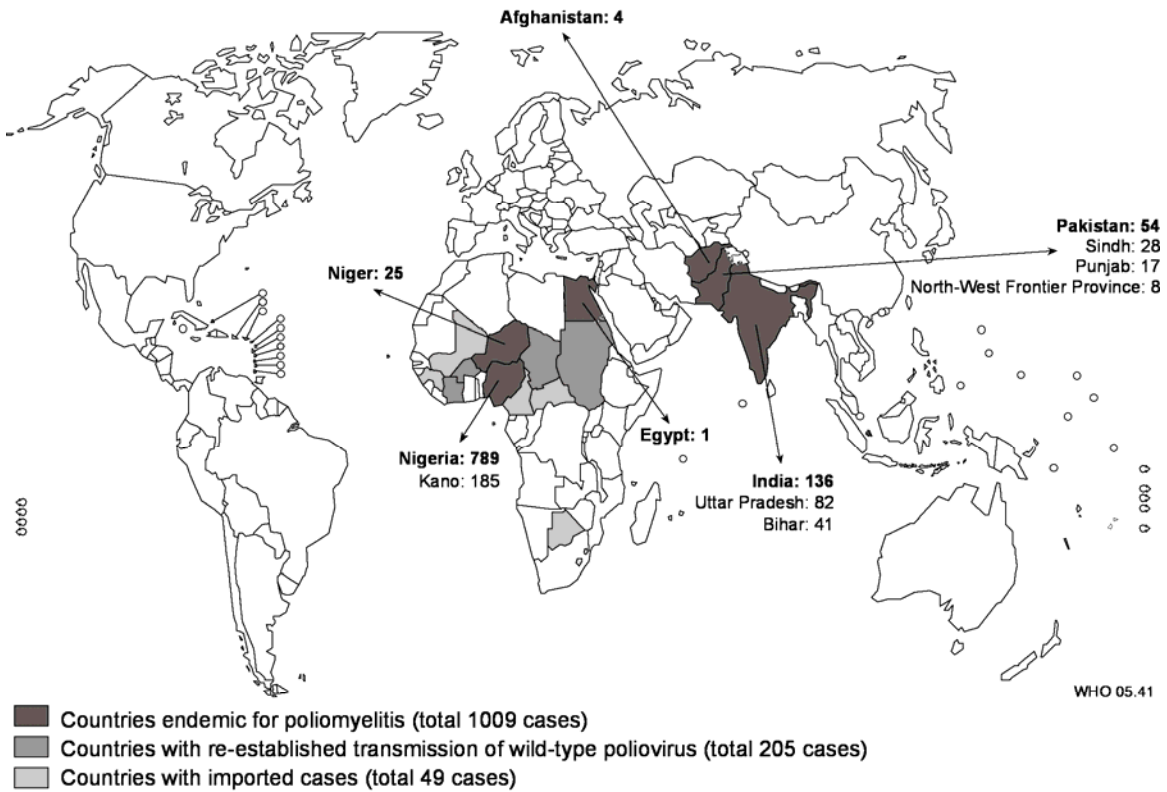 Afghanistan: 4
Pakistan: 54
Sindh: 28
Punjab: 17
North-West Frontier Province: 8
Niger: 25
Egypt: 1
Nigeria: 789
Kano: 185
India: 136
Uttar Pradesh: 82
Bihar: 41
WHO 05.41
Countries endemic for poliomyelitis (total 1009 cases)
Countries with re-established transmission of wild-type poliovirus (total 205 cases)
Countries with imported cases (total 49 cases)